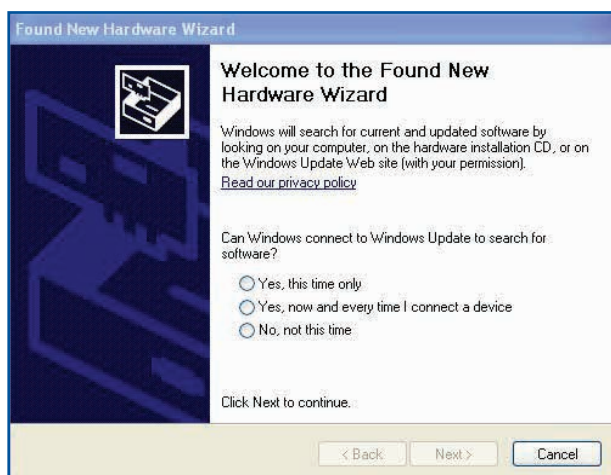 Found New Hardware Wizard
Welcome to the Found New
Hardware Wizard
Windows will search for current and updated software by
looking on your computer, on the hardware installation CD, or on
the Windows Update Web site (with your permission).
Read our privacy policy
Can Windows connect to Windows Update to search for
software?
Yes, this time only
Yes, now and every time I connect a device
No, not this time
Click Next to continue.
< Back
Next >
Cancel